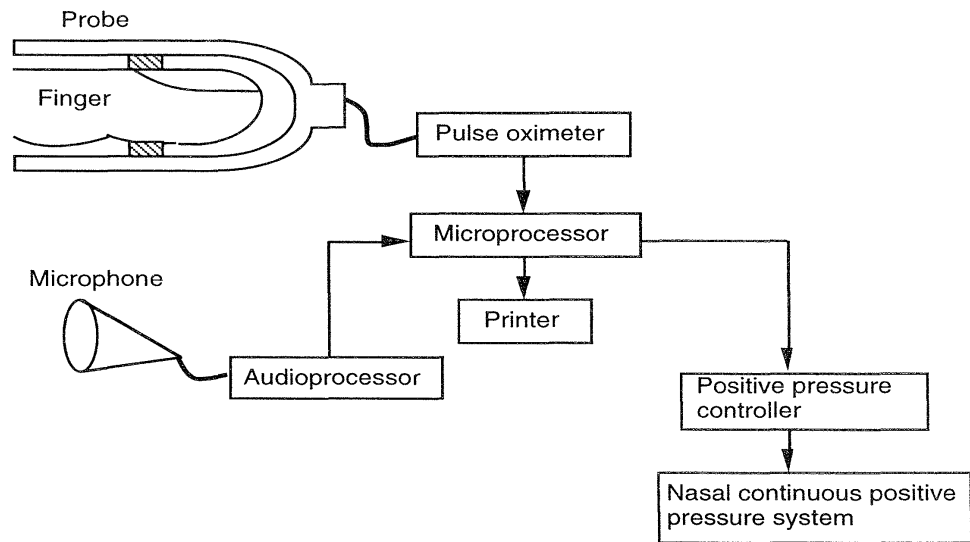 Probe
Finger
Pulse oximeter
Microprocessor
Microphone
Printer
Audioprocessor
Positive pressure
controller
Nasal continuous positive
pressure system